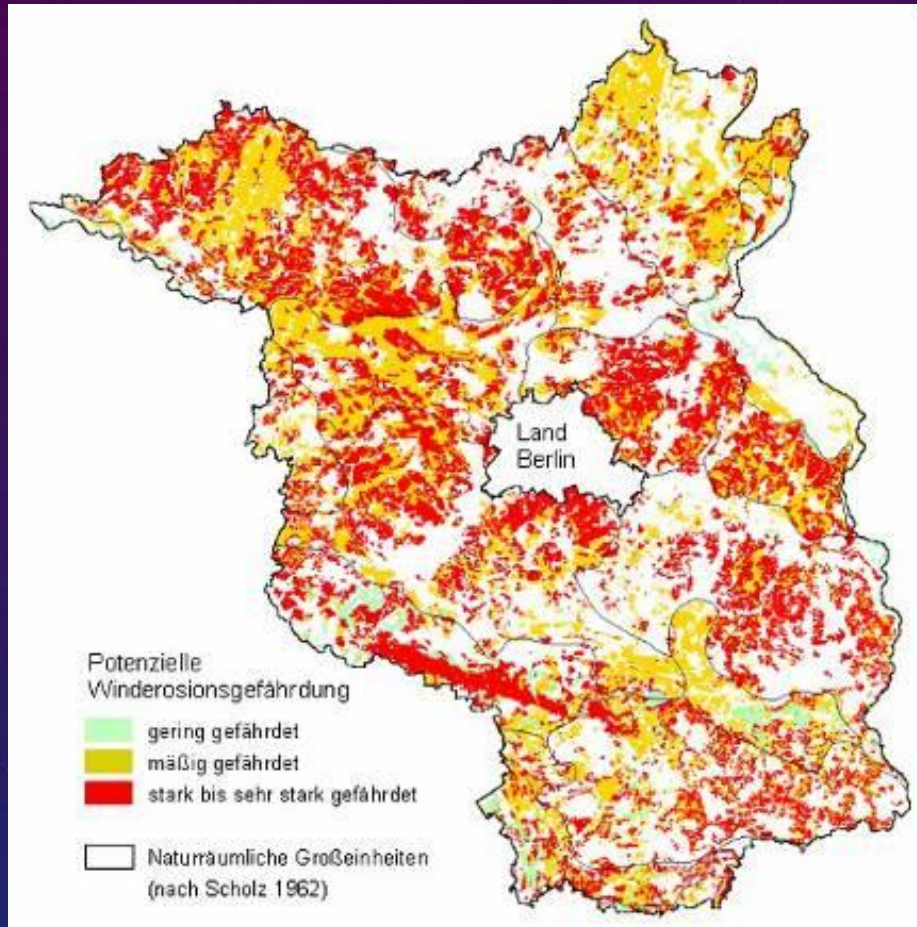 Land
Berlin
Potenzielle
Winderosionsgefährdung
gering gefährdet
mäßig gefährdet
stark bis sehr stark gefährdet
Naturräumliche Großeinheiten
(nach Scholz 1962)